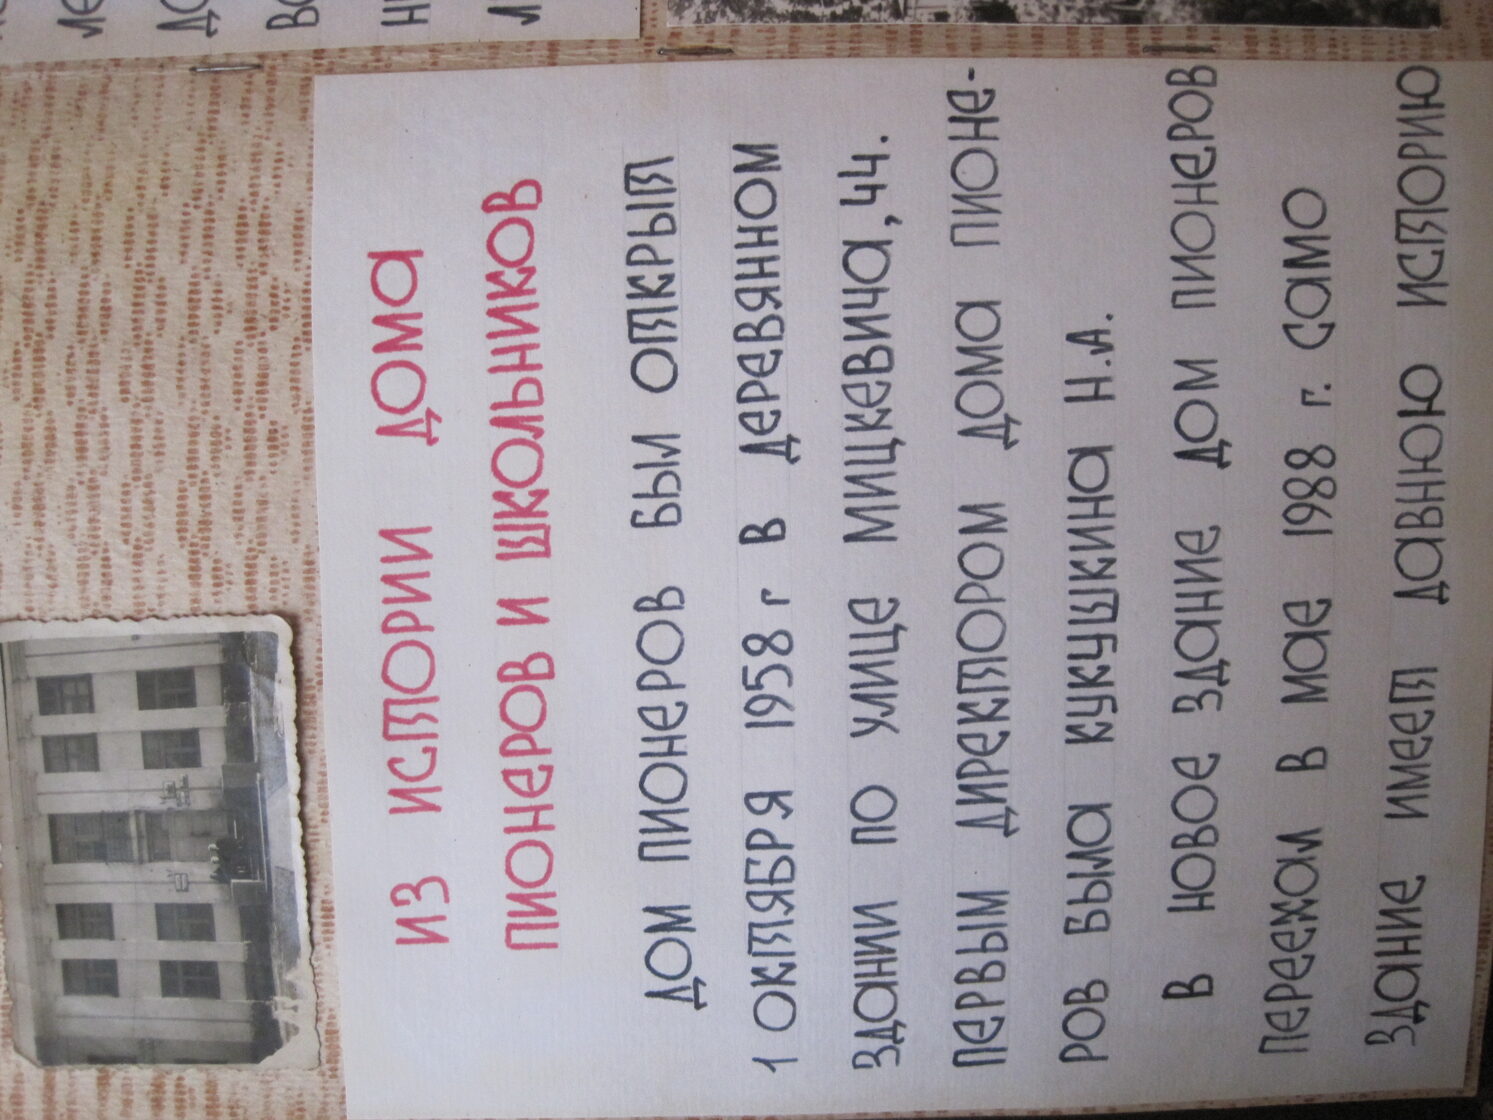 ИЗ ИСТОРИИ ДОМА
ПИОНЕРОВ И ШКОЛЬНИКОВ
ДОМ ПИОНЕРОВ БЫЛ ОТКРЫТ
1 ОКТЯБРЯ 1958 г В ДЕРЕВЯННОМ
ЗДАНИИ ПО УЛИЦЕ МИЦКЕВИЧА, 44.
ПЕРВЫМ ДИРЕКТОРОМ ДОМА ПИОНЕ-
РОВ БЫЛА КУКУШКИНА Н.А.
В НОВОЕ ЗДАНИЕ ДОМ ПИОНЕРОВ
ПЕРЕЕХАЛ В МАЕ 1988 г. САМО
ЗДАНИЕ ИМЕЕТ ДАВНЮЮ ИСТОРИЮ